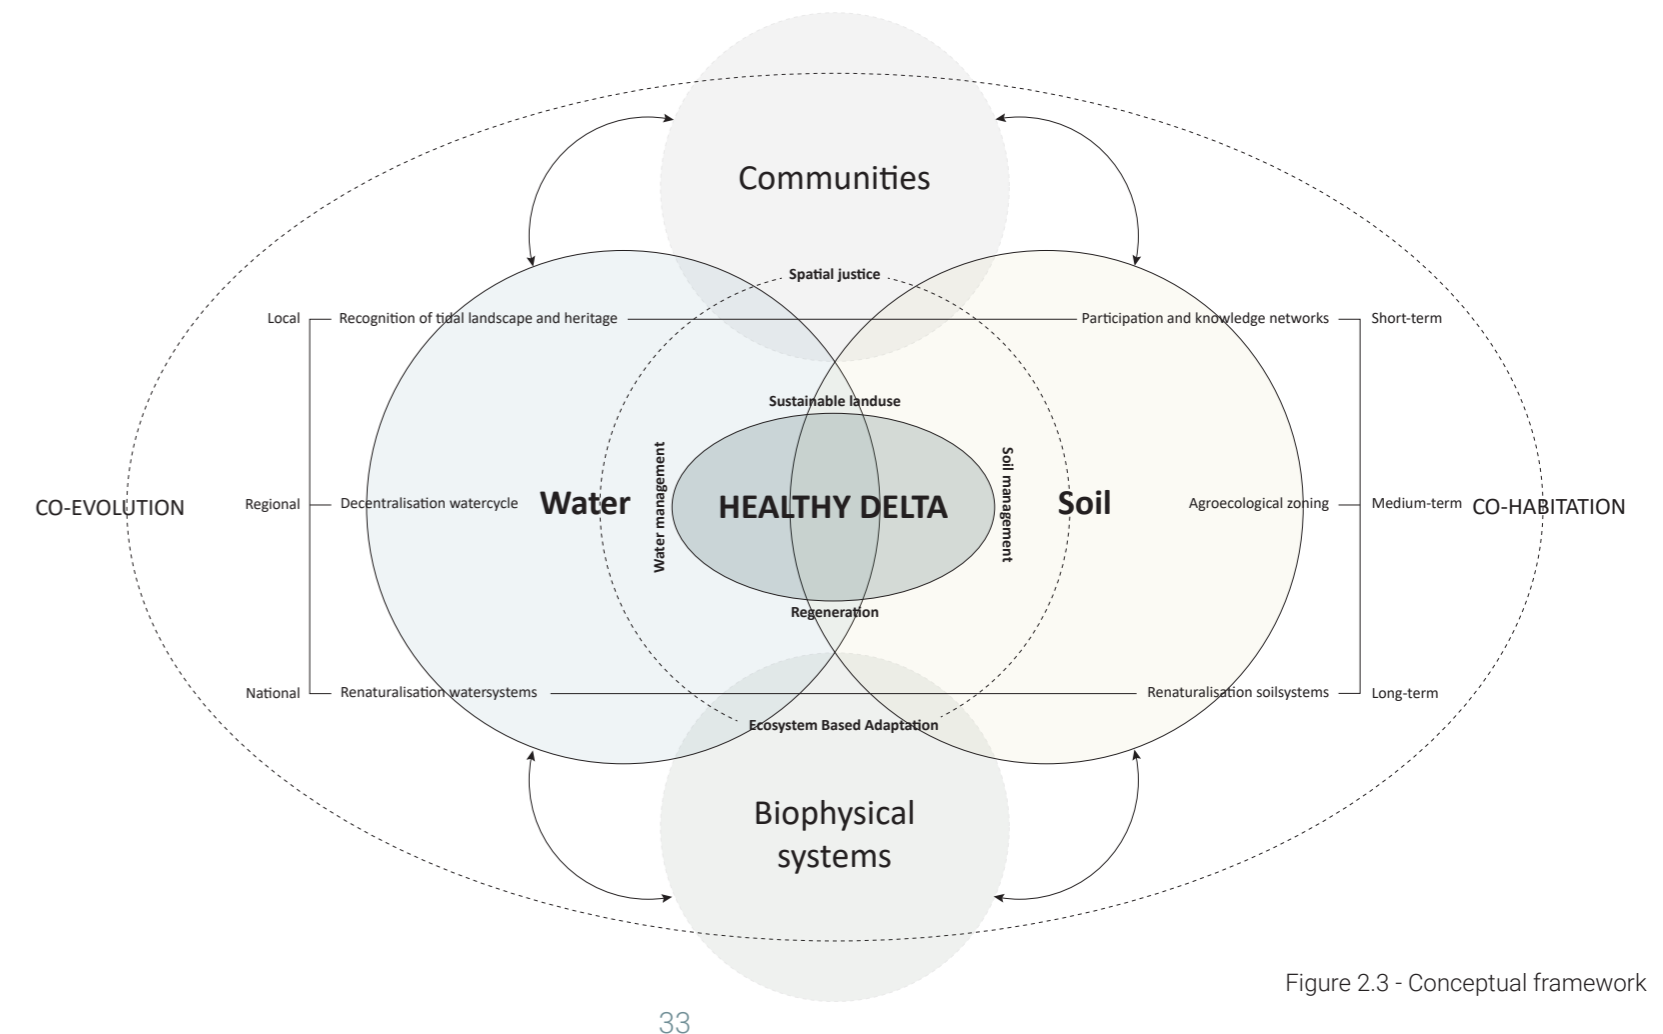 Communities
Spatial justice
Local
Recognition of tidal landscape and heritage
Participation and knowledge networks
Short-term
Sustainable landuse
Water management
Soil management
CO-EVOLUTION
Regional
Decentralisation watercycle
Water
HEALTHY DELTA
Soil
Agroecological zoning
Medium-term
CO-HABITATION
Regeneration
National
Renaturalisation watersystems
Renaturalisation soilsystems
Long-term
Ecosystem Based Adaptation
Biophysical
systems
Figure 2.3 - Conceptual framework
33